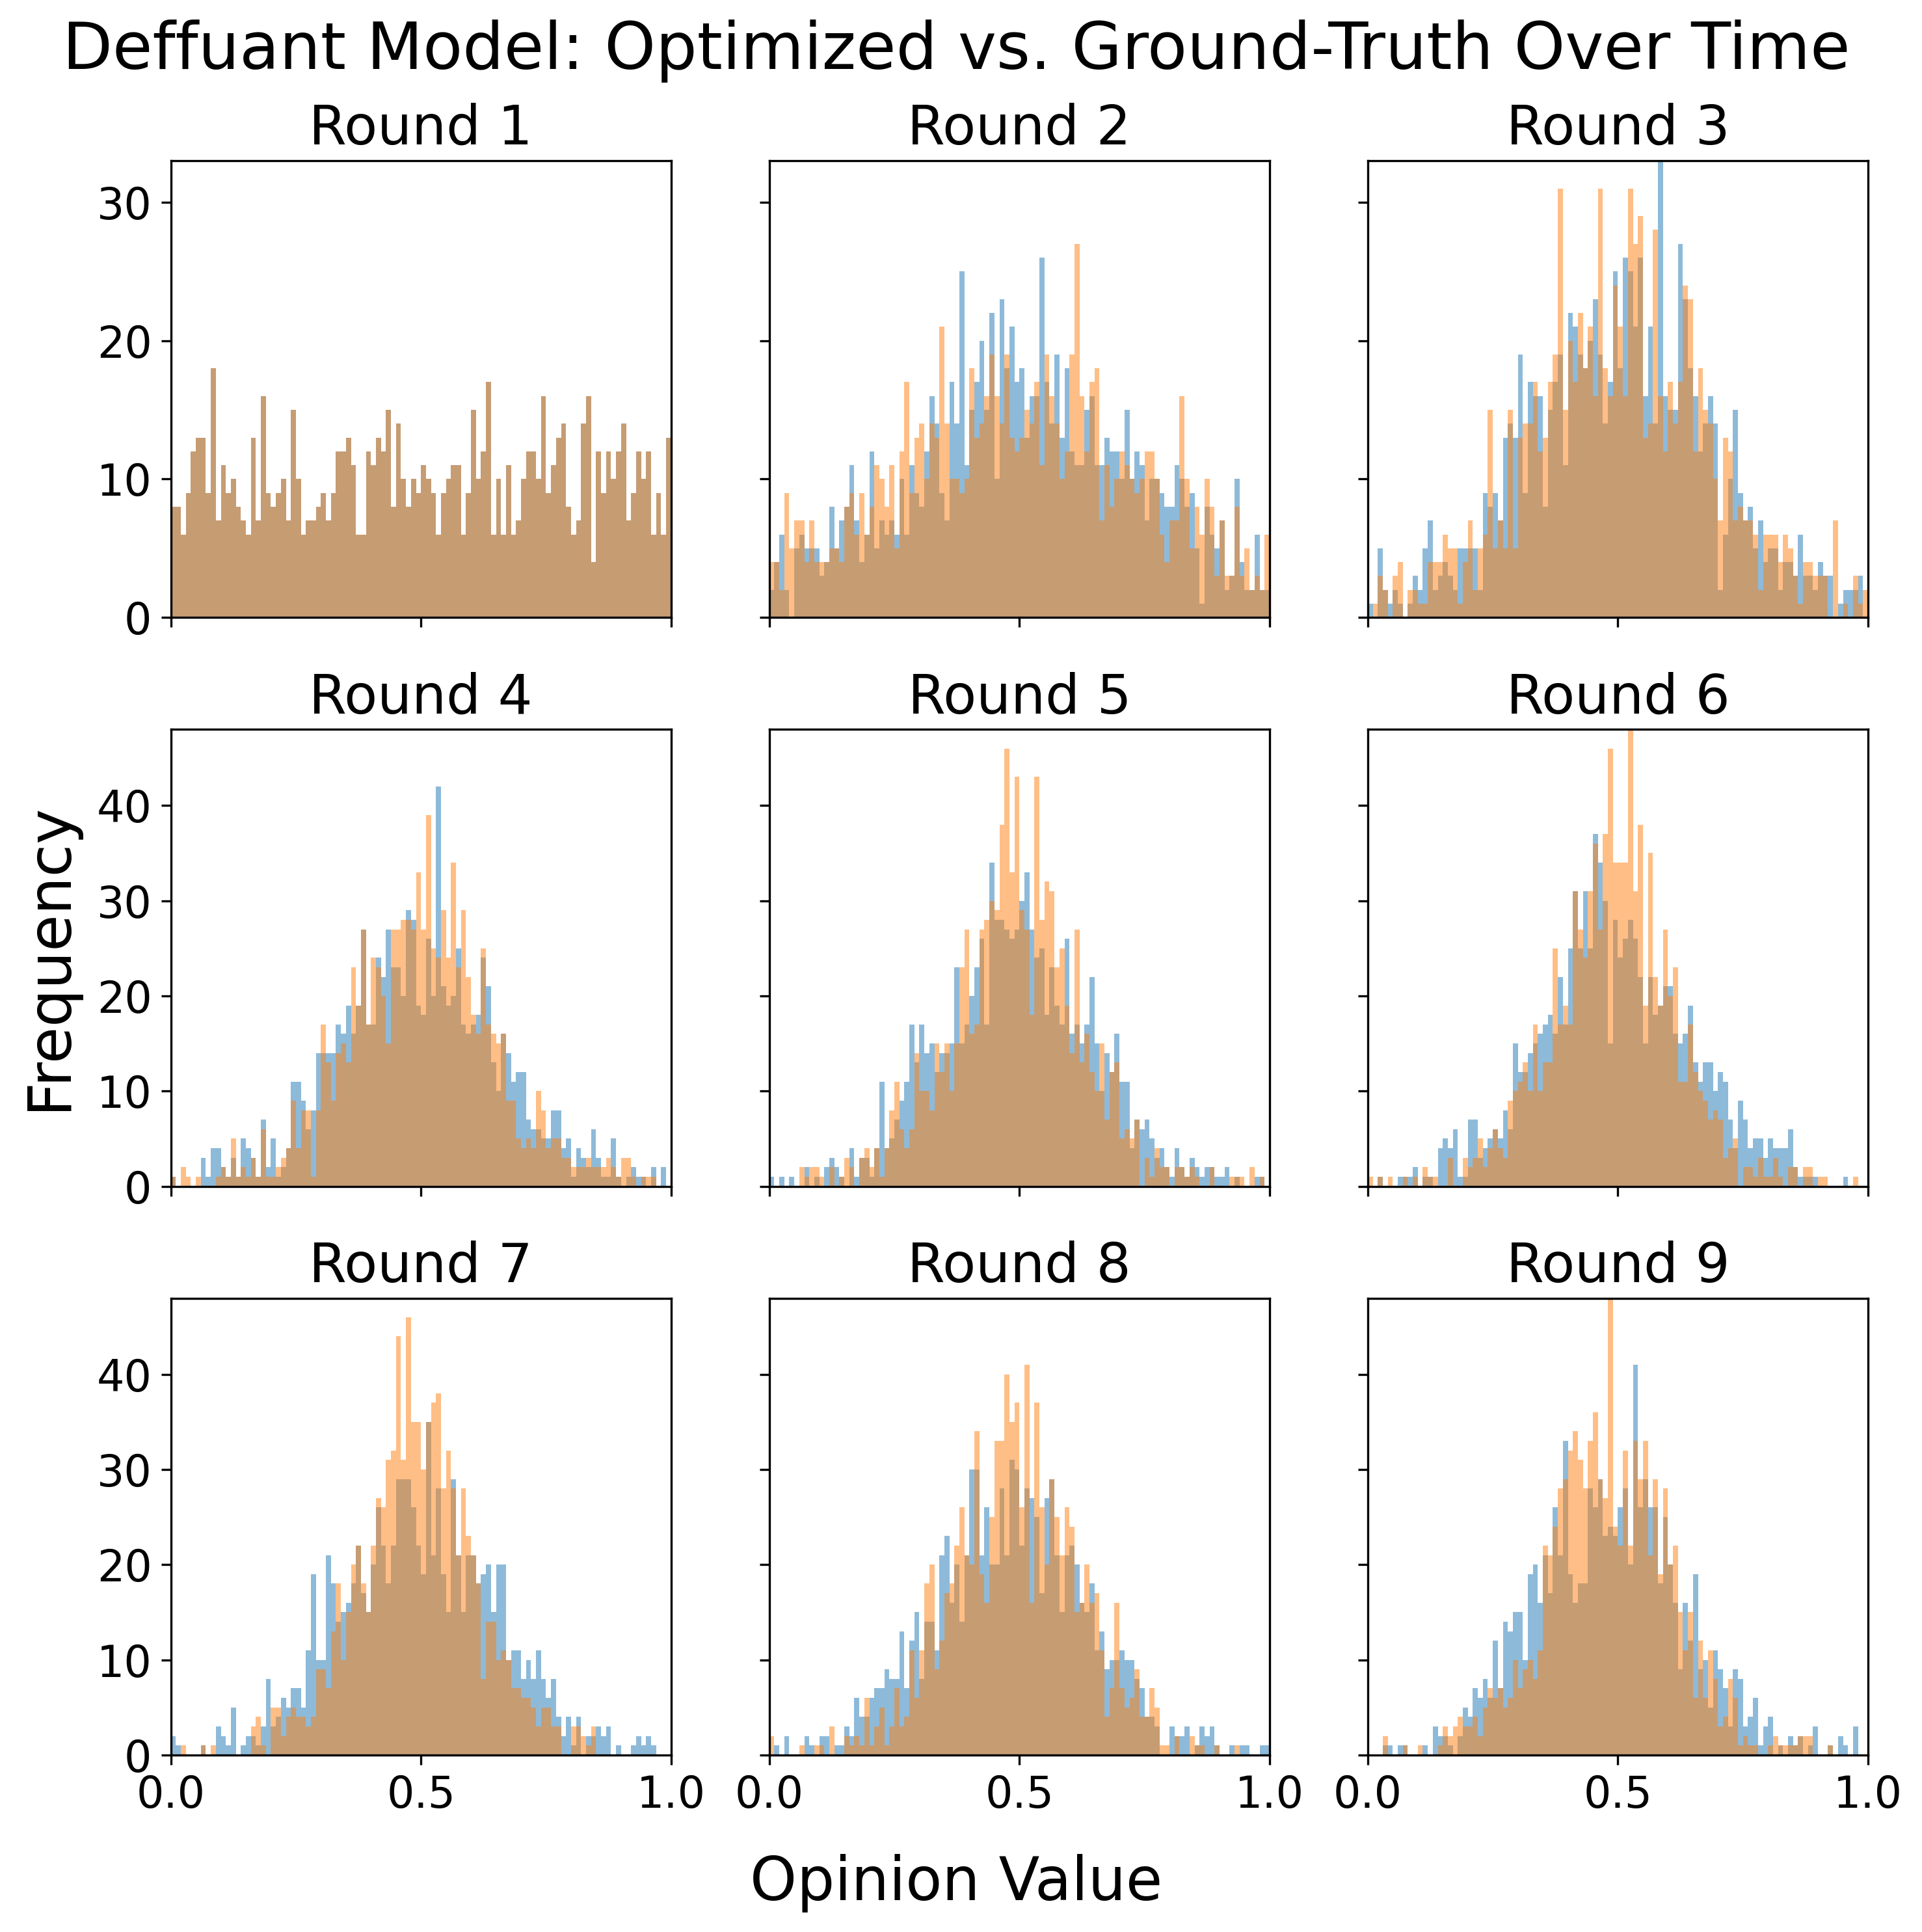 Deffuant Model: Optimized vs. Ground-Truth Over Time
Round 1
Round 2
Round 3
30
20
10
0
Round 4
Round 5
Round 6
Frequency
40
30
20
10
0
Round 7
Round 8
Round 9
40
30
20
10
0
0.0 0.5 1.0 0.0 0.5 1.0 0.0 0.5 1.0
Opinion Value